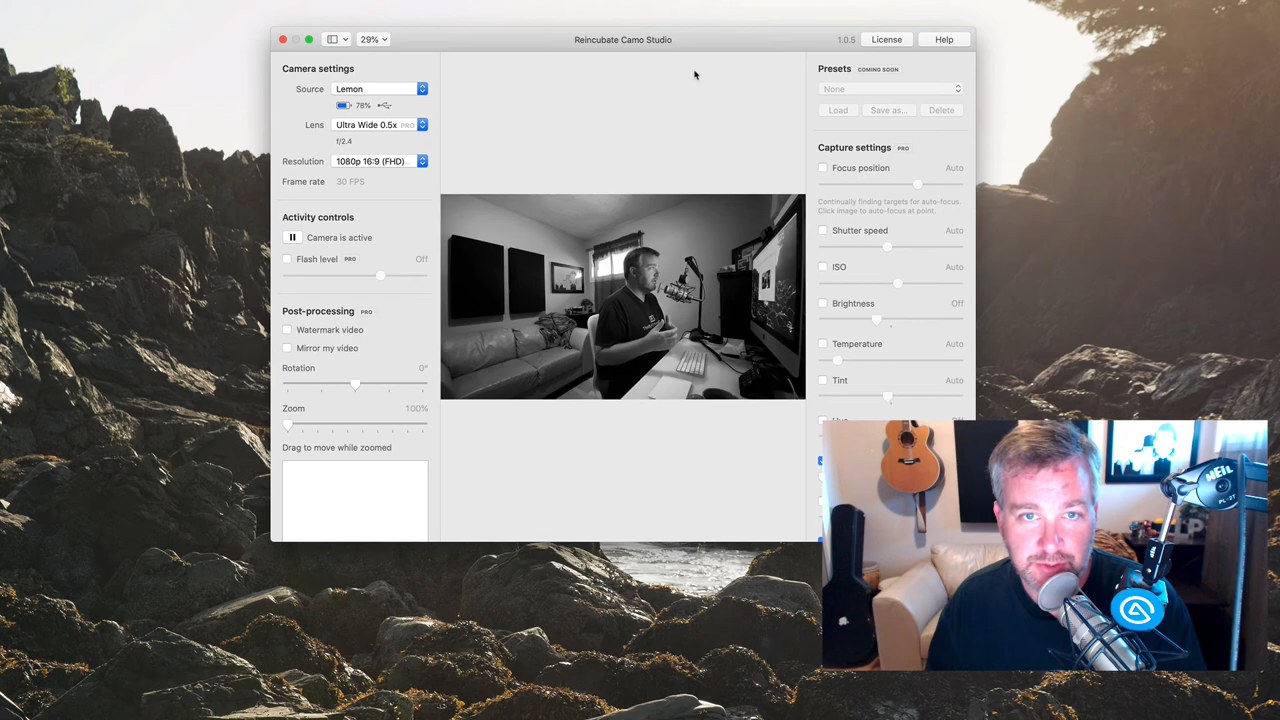 29%
Reincubate Camo Studio
1.0.5
License
Help
Camera settings
Source
Lemon
78%
Lens
Ultra Wide 0.5x PRO
f/2.4
Resolution
1080p 16:9 (FHD)
Frame rate
30 FPS
Activity controls
Camera is active
Flash level PRO
Off
Post-processing PRO
Watermark video
Mirror my video
Rotation
0°
Zoom
100%
Drag to move while zoomed
Presets COMING SOON
None
Load
Save as...
Delete
Capture settings PRO
Focus position
Auto
Continually finding targets for auto-focus.
Click image to auto-focus at point.
Shutter speed
Auto
ISO
Auto
Brightness
Off
Temperature
Auto
Tint
Auto
HEIL
PL-2T
HEIL